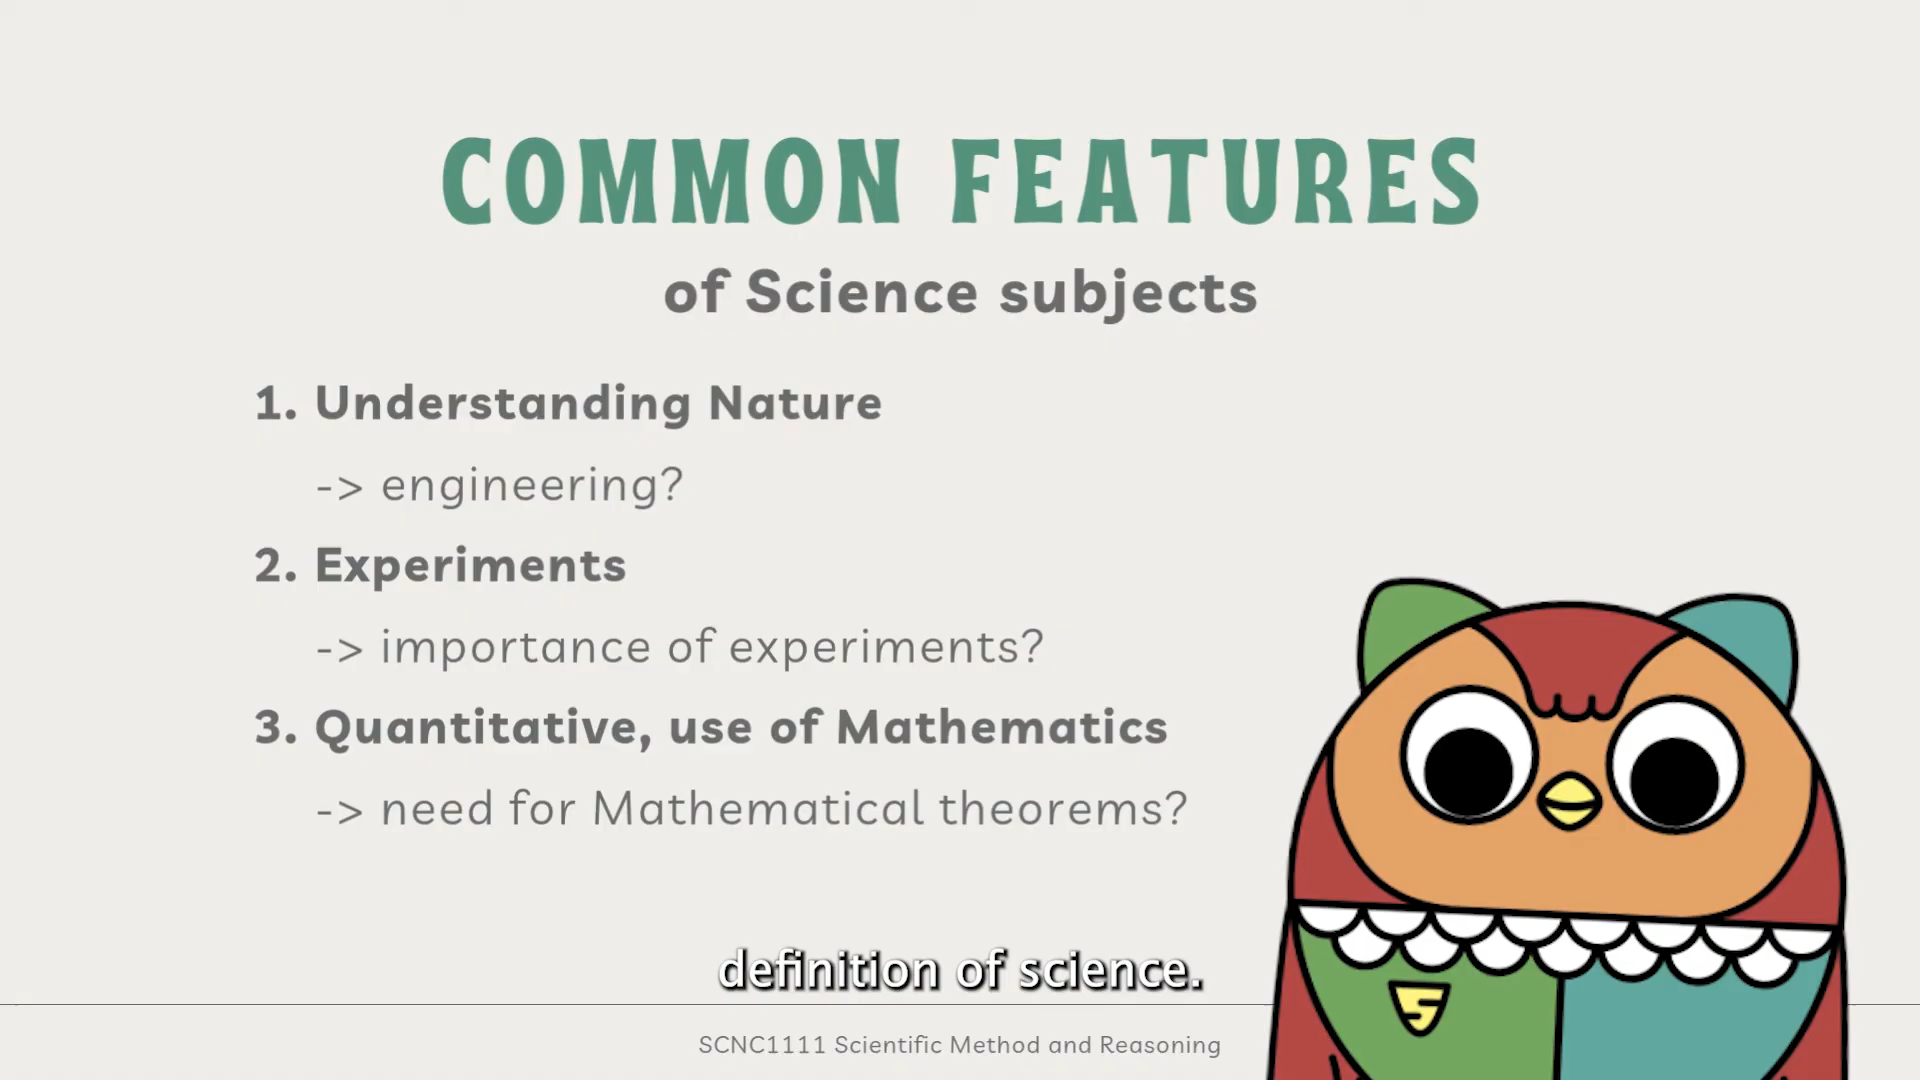 COMMON FEATURES
of Science subjects
1. Understanding Nature
-> engineering?
2. Experiments
-> importance of experiments?
3. Quantitative, use of Mathematics
-> need for Mathematical theorems?
definition of science.
S
SCNC1111 Scientific Method and Reasoning